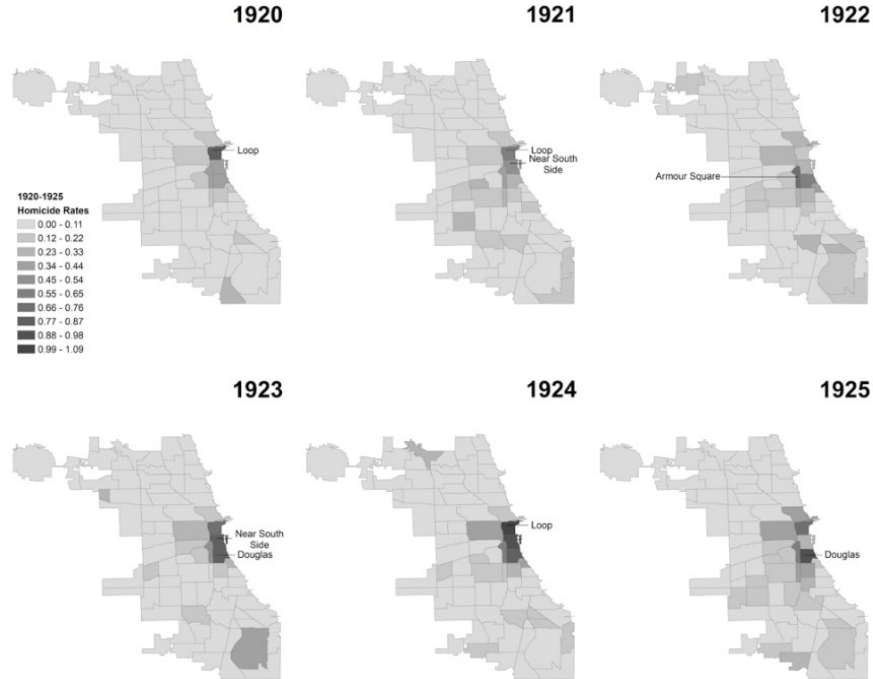 1920
1921
1922
Loop
Loop
Near South
Side
Armour Square
1920-1925
Homicide Rates
0.00 - 0.11
0.12 - 0.22
0.23 - 0.33
0.34 - 0.44
0.45 - 0.54
0.55 - 0.65
0.66 - 0.76
0.77 - 0.87
0.88 - 0.98
0.99 - 1.09
1923
1924
1925
Near South
Side
Douglas
Loop
Douglas